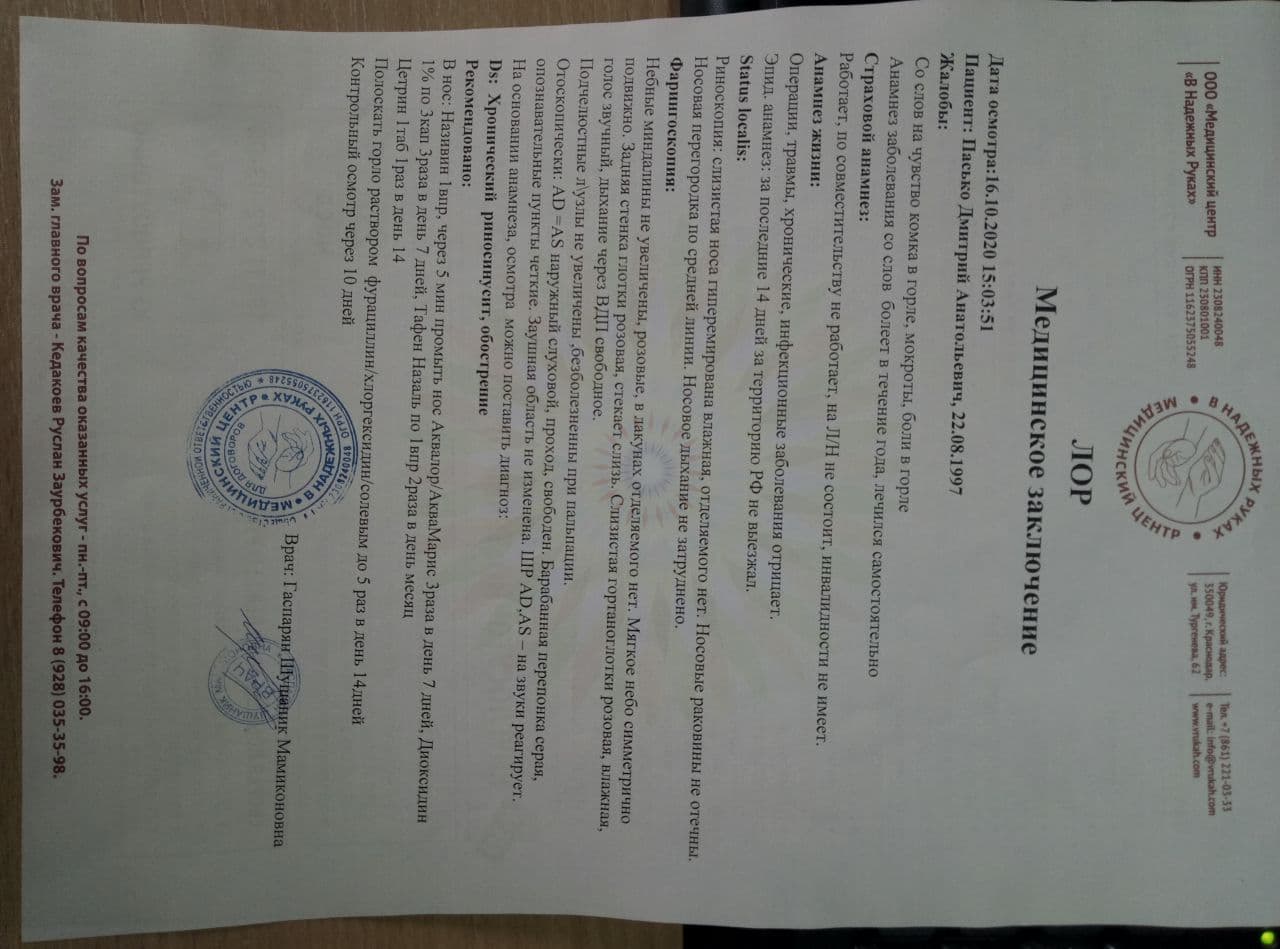 ООО «Медицинский центр
«В Надежных Руках»
ИНН 2308240048
КПП 230801001
ОГРН 1162375055248
В НАДЕЖНЫХ РУКАХ
МЕДИЦИНСКИЙ ЦЕНТР
Юридический адрес:
350049, г. Краснодар,
ул. им. Тургенева, 62
Тел. +7 (861) 221-03-53
e-mail: info@vrukah.com
www.vrukah.com
ЛОР
Медицинское заключение
Дата осмотра:16.10.2020 15:03:51
Пациент: Пасько Дмитрий Анатольевич, 22.08.1997
Жалобы:
Со слов на чувство комка в горле, мокроты, боли в горле
Анамнез заболевания со слов болеет в течение года, лечился самостоятельно
Страховой анамнез:
Работает, по совместительству не работает, на Л/Н не состоит, инвалидности не имеет.
Анамнез жизни:
Операции, травмы, хронические, инфекционные заболевания отрицает.
Эпид. анамнез: за последние 14 дней за территорию РФ не выезжал.
Status localis:
Риноскопия: слизистая носа гиперемирована влажная, отделяемого нет. Носовые раковины не отечны.
Носовая перегородка по средней линии. Носовое дыхание не затруднено.
Фарингоскопия:
Небные миндалины не увеличены, розовые, в лакунах отделяемого нет. Мягкое небо симметрично
подвижно. Задняя стенка глотки розовая, стекает слизь. Слизистая гортаноглотки розовая, влажная,
голос звучный, дыхание через ВДП свободное.
Подчелюстные л\узлы не увеличены ,безболезненны при пальпации.
Отоскопически: AD =AS наружный слуховой, проход, свободен. Барабанная перепонка серая,
опознавательные пункты четкие. Заушная область не изменена. ШР AD,AS – на звуки реагирует.
На основании анамнеза, осмотра можно поставить диагноз:
Ds: Хронический риносинусит, обострение
Рекомендовано:
В нос: Називин 1впр, через 5 мин промыть нос Аквалор/АкваМарис 3раза в день 7 дней, Диоксидин
1% по 3кап 3раза в день 7 дней, Тафен Назаль по 1впр 2раза в день месяц
Цетрин 1таб 1раз в день 14
Полоскать горло раствором фурациллин/хлоргексидин/солевым до 5 раз в день 14дней
Контрольный осмотр через 10 дней
Врач: Гаспарян Шушаник Мамиконовна
МЕДИЦИНСКИЙ ЦЕНТР
В НАДЕЖНЫХ РУКАХ
ДЛЯ ДОГОВОРОВ
ОГРН 1162375055248
ВРАЧ
По вопросам качества оказанных услуг - пн.-пт., с 09:00 до 16:00.
Зам. главного врача - Кедакоев Руслан Заурбекович. Телефон 8 (928) 035-35-98.